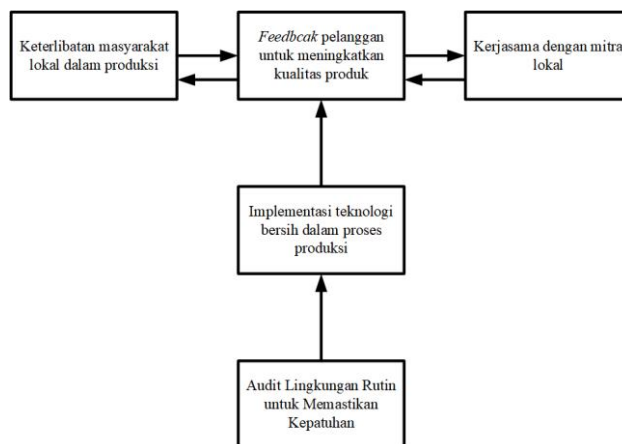 Keterlibatan masyarakat
lokal dalam produksi
Feedbcak pelanggan
untuk meningkatkan
kualitas produk
Kerjasama dengan mitra
lokal
Implementasi teknologi
bersih dalam proses
produksi
Audit Lingkungan Rutin
untuk Memastikan
Kepatuhan